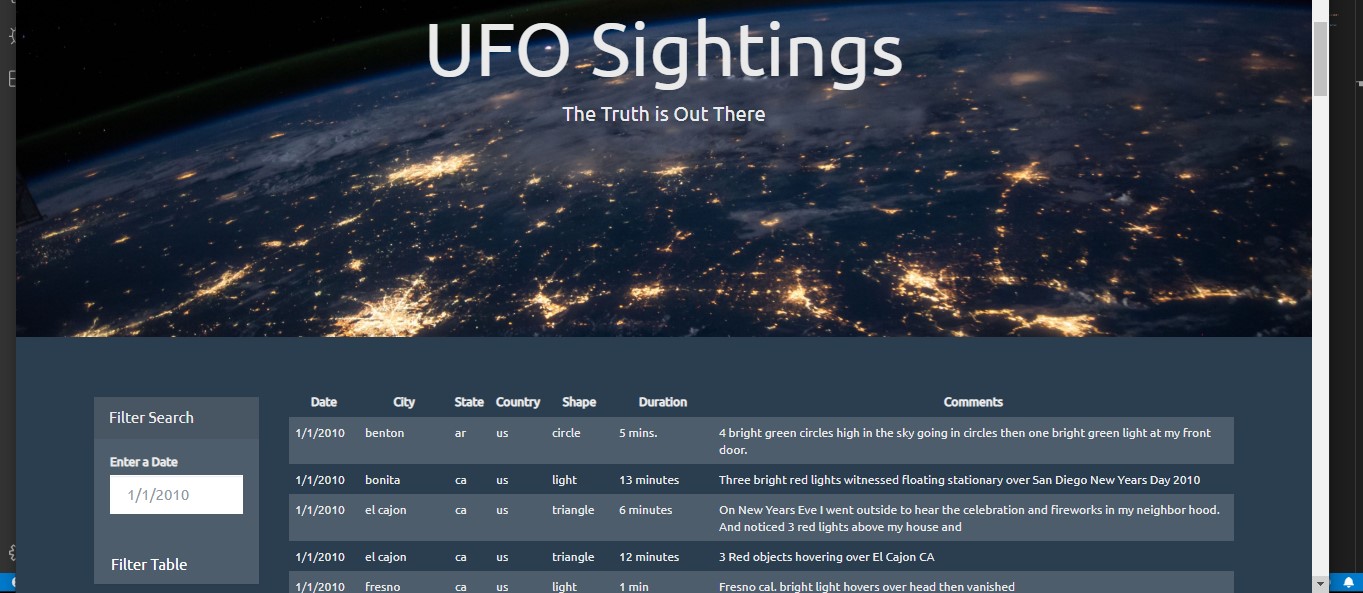 UFO Sightings
The Truth is Out There
Filter Search
Enter a Date
1/1/2010
Filter Table
Date City State Country Shape Duration Comments
1/1/2010 benton ar us circle 5 mins. 4 bright green circles high in the sky going in circles then one bright green light at my front
door.
1/1/2010 bonita ca us light 13 minutes Three bright red lights witnessed floating stationary over San Diego New Years Day 2010
1/1/2010 el cajon ca us triangle 6 minutes On New Years Eve I went outside to hear the celebration and fireworks in my neighbor hood.
And noticed 3 red lights above my house and
1/1/2010 el cajon ca us triangle 12 minutes 3 Red objects hovering over El Cajon CA
1/1/2010 fresno ca us light 1 min Fresno cal. bright light hovers over head then vanished